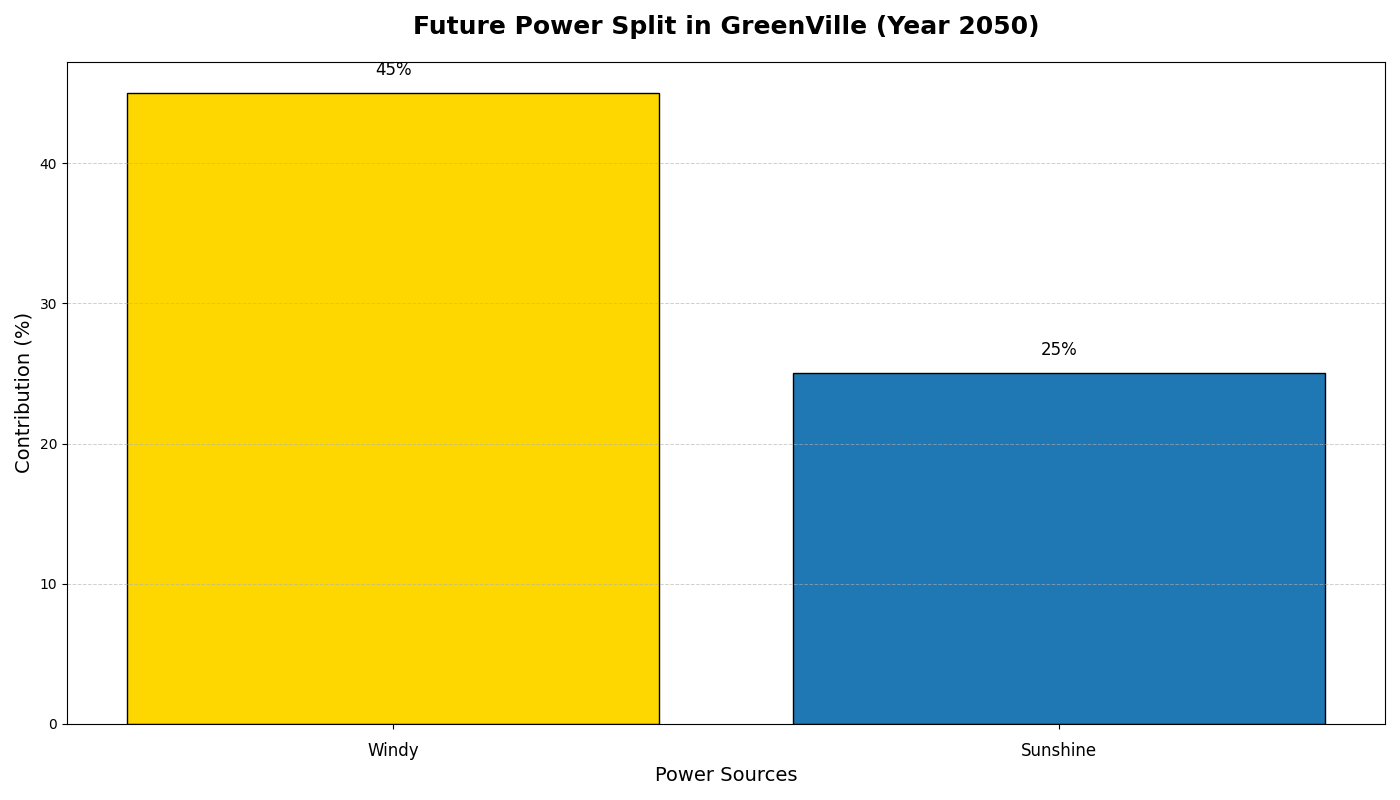 Future Power Split in GreenVille (Year 2050)
45%
25%
Contribution (%)
40
30
20
10
0
Windy
Sunshine
Power Sources